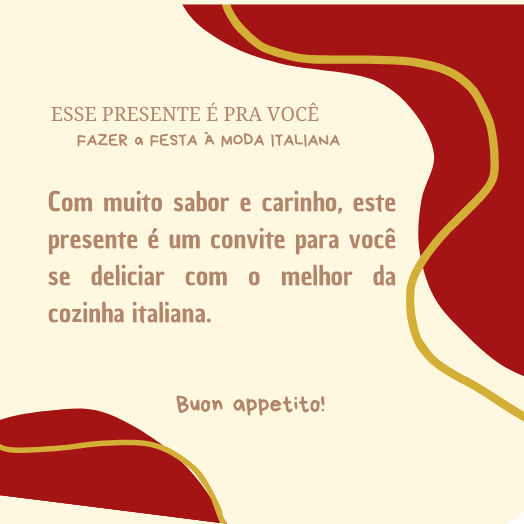 ESSE PRESENTE É PRA VOCÊ
FAZER a FESTA À MODA ITALIANA
Com muito sabor e carinho, este
presente é um convite para você
se deliciar com o melhor da
cozinha italiana.
Buon appetito!